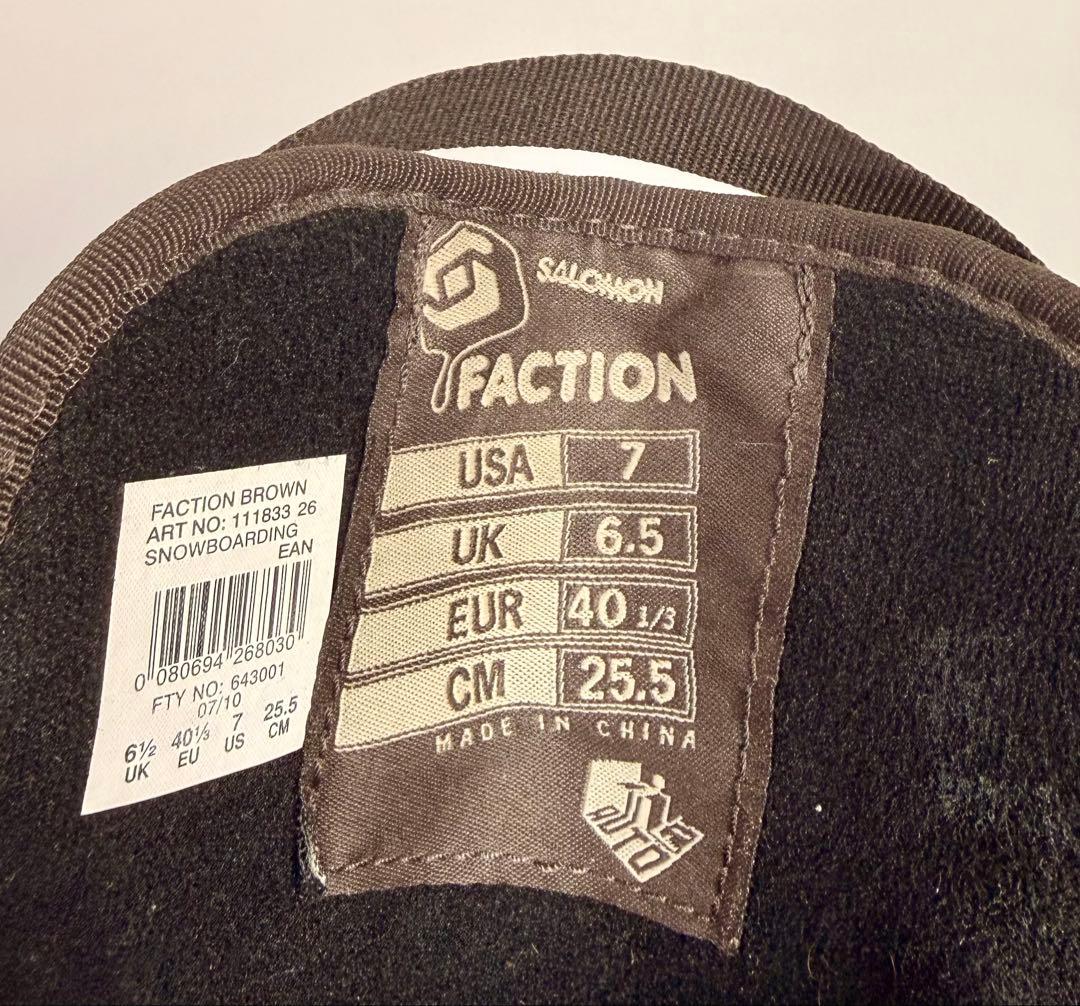 SALOMON
FACTION
USA 7
UK 6.5
EUR 40 1/3
CM 25.5
MADE IN CHINA
FACTION BROWN
ART NO: 111833 26
SNOWBOARDING
EAN
0 080694 268030
FTY NO: 643001
07/10
6½ 40⅓ 7 25.5
UK EU US CM